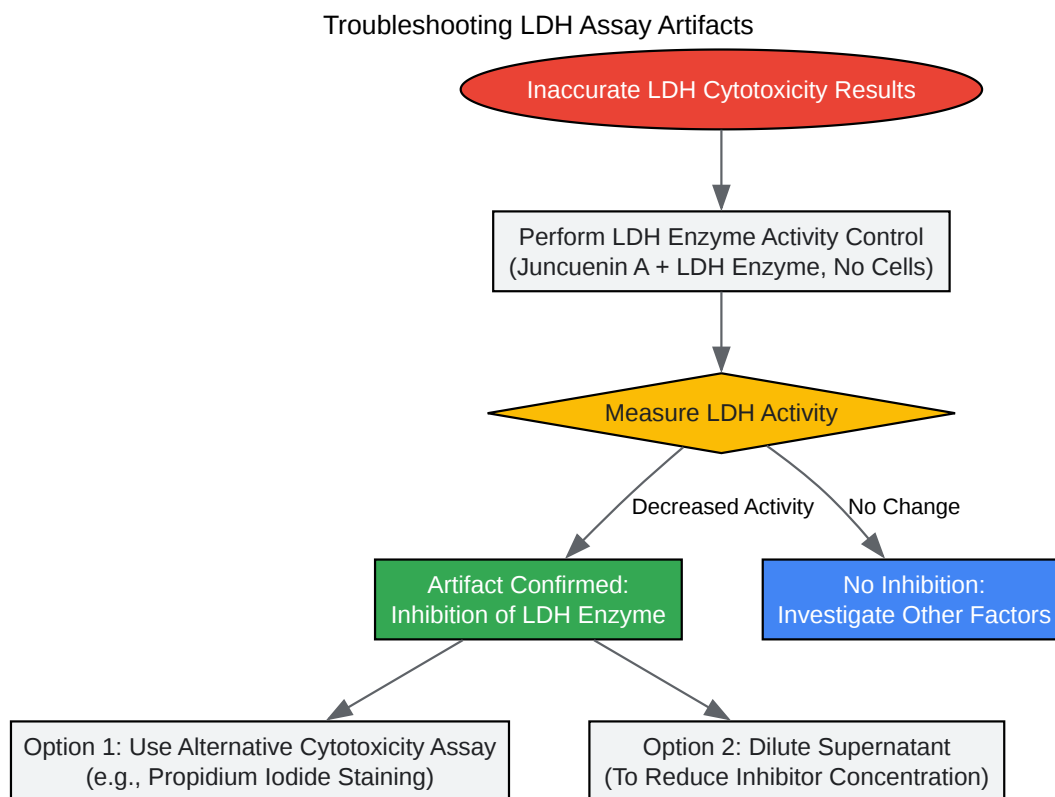 Troubleshooting LDH Assay Artifacts
Inaccurate LDH Cytotoxicity Results
Perform LDH Enzyme Activity Control
(Juncuenin A + LDH Enzyme, No Cells)
Measure LDH Activity
Decreased Activity
No Change
Artifact Confirmed:
Inhibition of LDH Enzyme
No Inhibition:
Investigate Other Factors
Option 1: Use Alternative Cytotoxicity Assay
(e.g., Propidium Iodide Staining)
Option 2: Dilute Supernatant
(To Reduce Inhibitor Concentration)